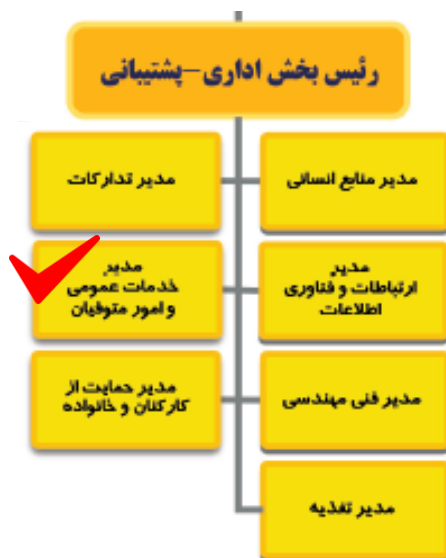 رئیس بخش اداری-پشتیبانی
مدیر منابع انسانی
مدیر تدارکات
مدیر
ارتباطات و فناوری
اطلاعات
مدیر
خدمات عمومی
و امور متوفیان
مدیر فنی مهندسی
مدیر حمایت از
کارکنان و خانواده
مدیر تغذیه